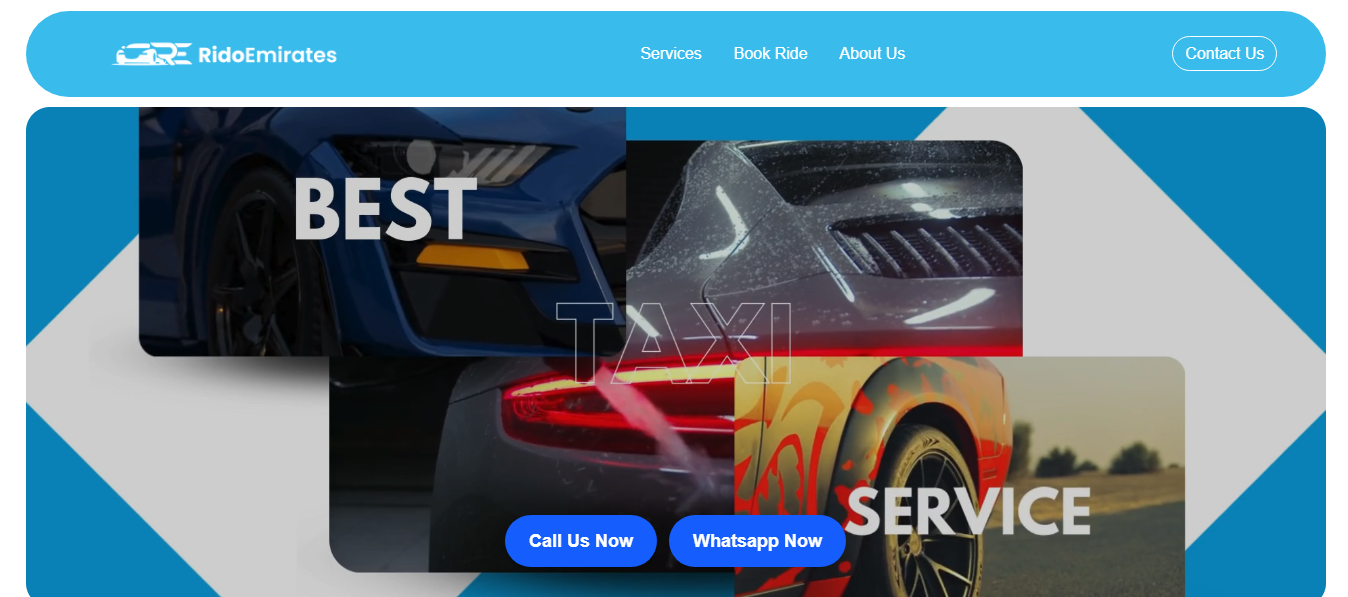 RidoEmirates
Services
Book Ride
About Us
Contact Us
BEST
TAXI
SERVICE
Call Us Now
Whatsapp Now